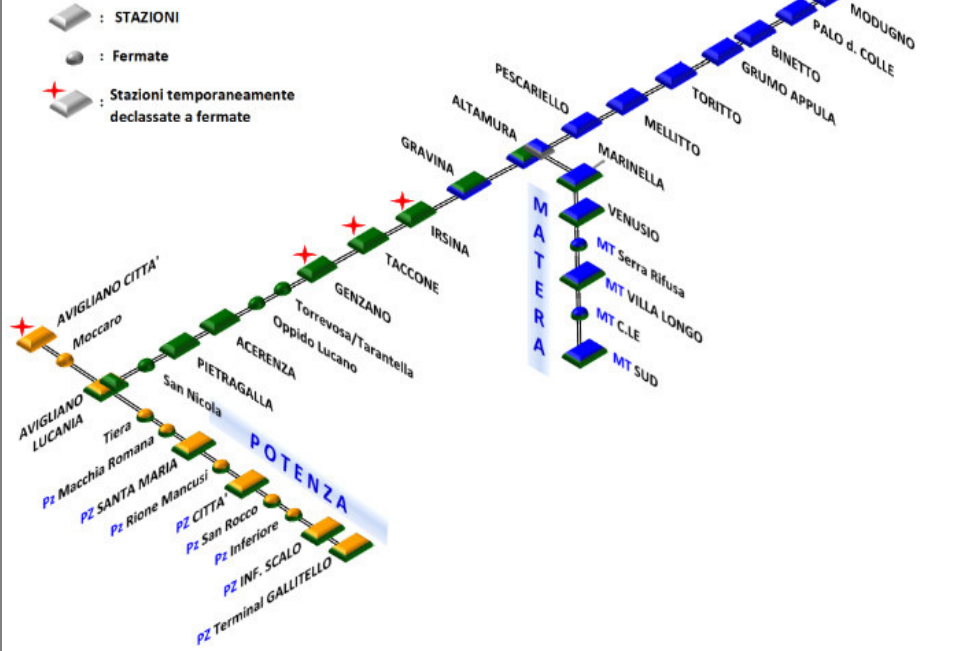 : STAZIONI
: Fermate
: Stazioni temporaneamente
declassate a fermate
MODUGNO
PALO d. COLLE
BINETTO
GRUMO APPULA
TORITTO
MELLITTO
PESCARIELLO
ALTAMURA
MARINELLA
GRAVINA
VENUSIO
MT Serra Rifusa
MT VILLA LONGO
MT C.LE
MT SUD
MATERA
IRSINA
TACCONE
GENZANO
Torrevosa/Tarantella
Oppido Lucano
ACERENZA
PIETRAGALLA
San Nicola
AVIGLIANO CITTA'
Moccaro
AVIGLIANO
LUCANIA
Tiera
Pz Macchia Romana
PZ SANTA MARIA
Pz Rione Mancusi
PZ CITTA'
Pz San Rocco
Pz Inferiore
PZ INF. SCALO
PZ Terminal GALLITELLO
POTENZA